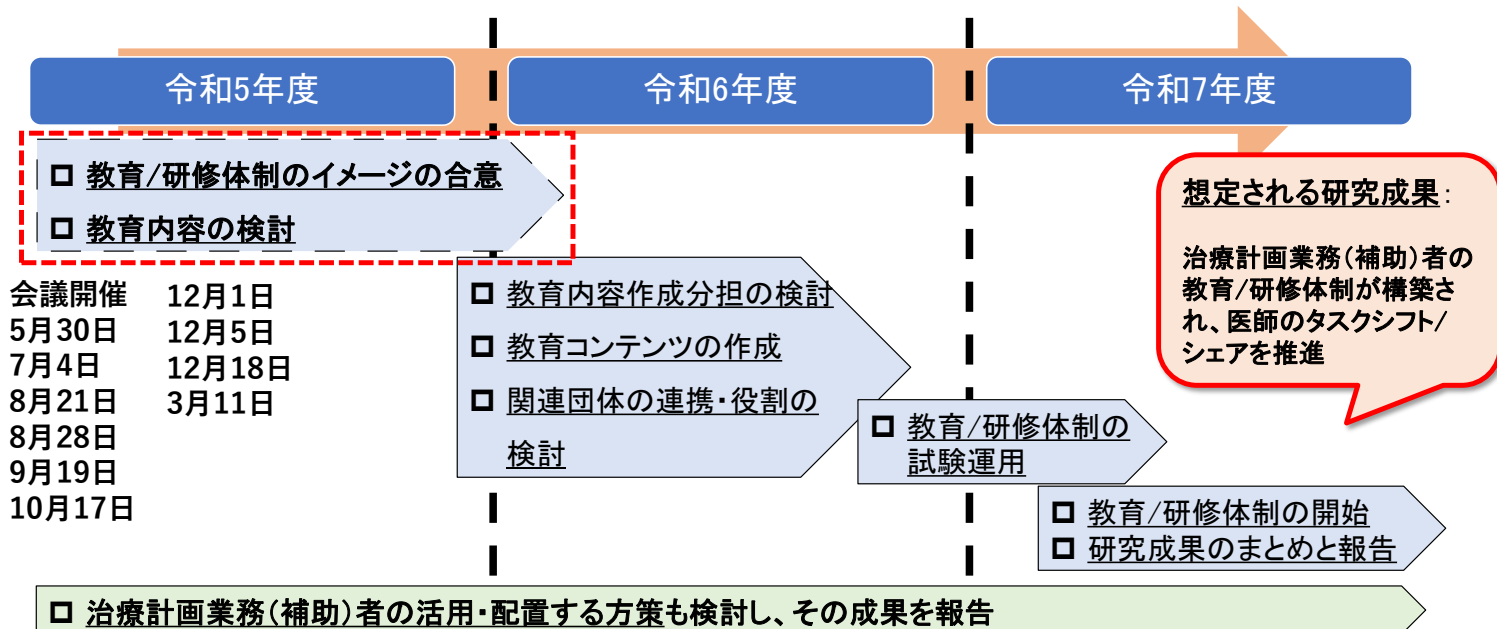 令和5年度
令和6年度
令和7年度
□ 教育/研修体制のイメージの合意
□ 教育内容の検討
会議開催
5月30日
7月4日
8月21日
8月28日
9月19日
10月17日
12月1日
12月5日
12月18日
3月11日
□ 教育内容作成分担の検討
□ 教育コンテンツの作成
□ 関連団体の連携・役割の
検討
□ 教育/研修体制の
試験運用
□ 教育/研修体制の開始
□ 研究成果のまとめと報告
想定される研究成果:
治療計画業務(補助)者の
教育/研修体制が構築さ
れ、医師のタスクシフト/
シェアを推進
□ 治療計画業務(補助)者の活用・配置する方策も検討し、その成果を報告